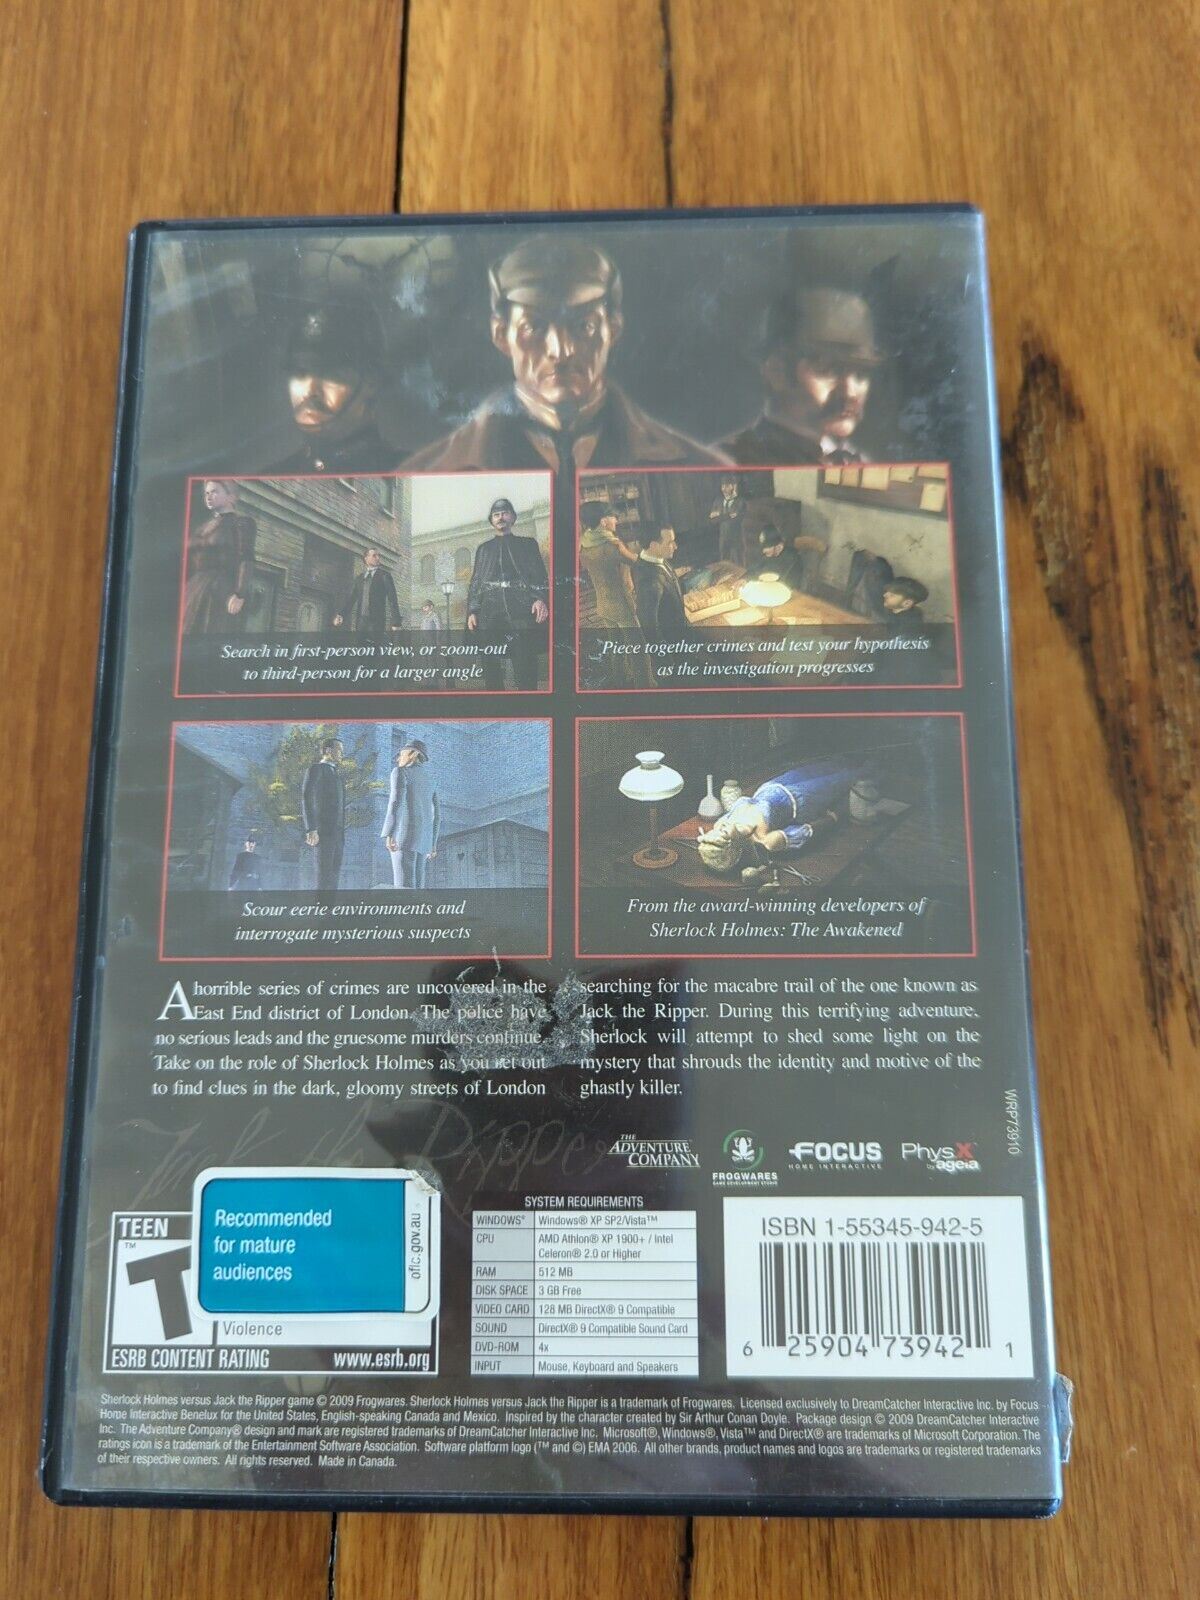 Search in first-person view, or zoom-out
to third-person for a larger angle
Piece together crimes and test your hypothesis
as the investigation progresses
Scour eerie environments and
interrogate mysterious suspects
From the award-winning developers of
Sherlock Holmes: The Awakened
A horrible series of crimes are uncovered in the
East End district of London. The police have
no serious leads and the gruesome murders continue.
Take on the role of Sherlock Holmes as you set out
to find clues in the dark, gloomy streets of London
searching for the macabre trail of the one known as
Jack the Ripper. During this terrifying adventure,
Sherlock will attempt to shed some light on the
mystery that shrouds the identity and motive of the
ghastly killer.
WRP73910
Jack the Ripper
THE
ADVENTURE
COMPANY
FROGWARES
GAME DEVELOPMENT STUDIO
FOCUS
HOME INTERACTIVE
PhysX
by ageia
TEEN
TM
T
Recommended
for mature
audiences
oflc.gov.au
Violence
ESRB CONTENT RATING www.esrb.org
SYSTEM REQUIREMENTS
WINDOWS® Windows® XP SP2/Vista™
CPU AMD Athlon® XP 1900+ / Intel
Celeron® 2.0 or Higher
RAM 512 MB
DISK SPACE 3 GB Free
VIDEO CARD 128 MB DirectX® 9 Compatible
SOUND DirectX® 9 Compatible Sound Card
DVD-ROM 4x
INPUT Mouse, Keyboard and Speakers
ISBN 1-55345-942-5
6 25904 73942 1
Sherlock Holmes versus Jack the Ripper game © 2009 Frogwares. Sherlock Holmes versus Jack the Ripper is a trademark of Frogwares. Licensed exclusively to DreamCatcher Interactive Inc. by Focus
Home Interactive Benelux for the United States, English-speaking Canada and Mexico. Inspired by the character created by Sir Arthur Conan Doyle. Package design © 2009 DreamCatcher Interactive
Inc. The Adventure Company® design and mark are registered trademarks of DreamCatcher Interactive Inc. Microsoft®, Windows®, Vista™ and DirectX® are trademarks of Microsoft Corporation. The
ratings icon is a trademark of the Entertainment Software Association. Software platform logo (™ and ©) EMA 2006. All other brands, product names and logos are trademarks or registered trademarks
of their respective owners. All rights reserved. Made in Canada.